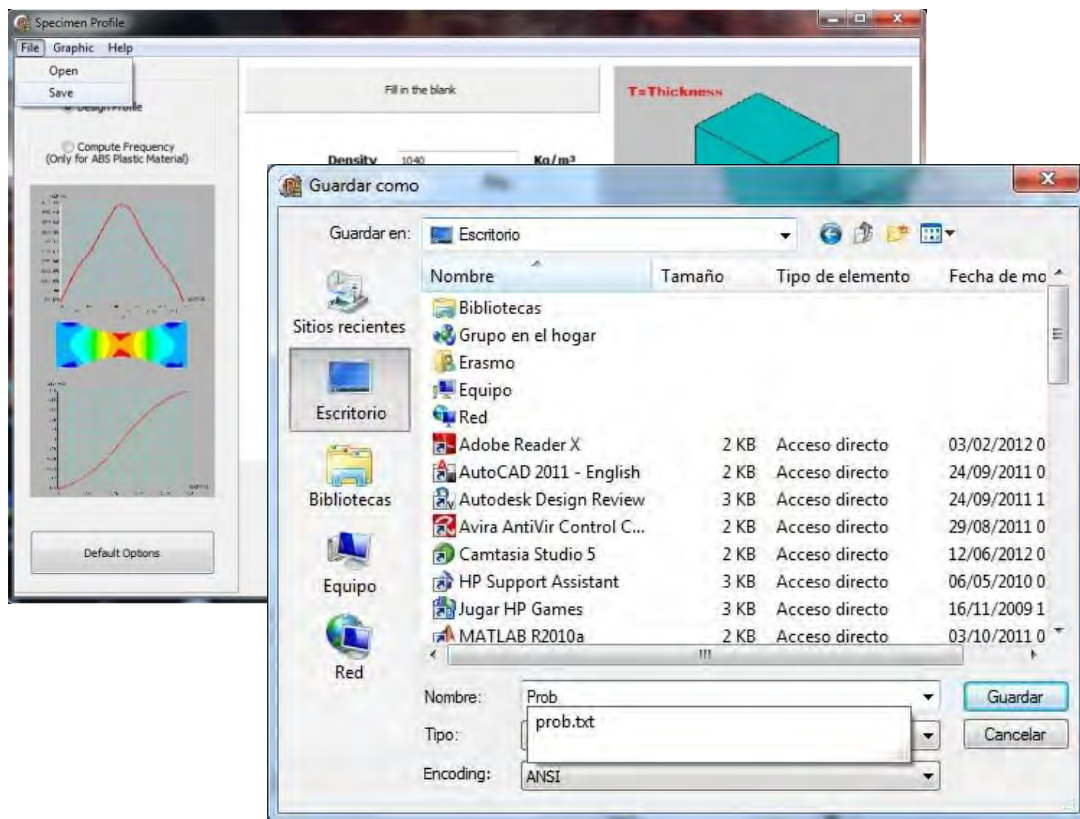 Specimen Profile
File Graphic Help
Open
Save
Design Profile
Compute Frequency
(Only for ABS Plastic Material)
Fill in the blank
T=Thickness
Density 1040 Kg/m³
Default Options
Guardar como
Guardar en: Escritorio
Nombre Tamaño Tipo de elemento Fecha de mo
Sitios recientes
Escritorio
Bibliotecas
Equipo
Red
Bibliotecas
Grupo en el hogar
Erasmo
Equipo
Red
Adobe Reader X 2 KB Acceso directo 03/02/2012 0
AutoCAD 2011 - English 2 KB Acceso directo 24/09/2011 0
Autodesk Design Review 3 KB Acceso directo 24/09/2011 1
Avira AntiVir Control C... 2 KB Acceso directo 29/08/2011 0
Camtasia Studio 5 2 KB Acceso directo 12/06/2012 0
HP Support Assistant 3 KB Acceso directo 06/05/2010 0
Jugar HP Games 3 KB Acceso directo 16/11/2009 1
MATLAB R2010a 2 KB Acceso directo 03/10/2011 0
Nombre: Prob Guardar
prob.txt
Tipo: Cancelar
Encoding: ANSI